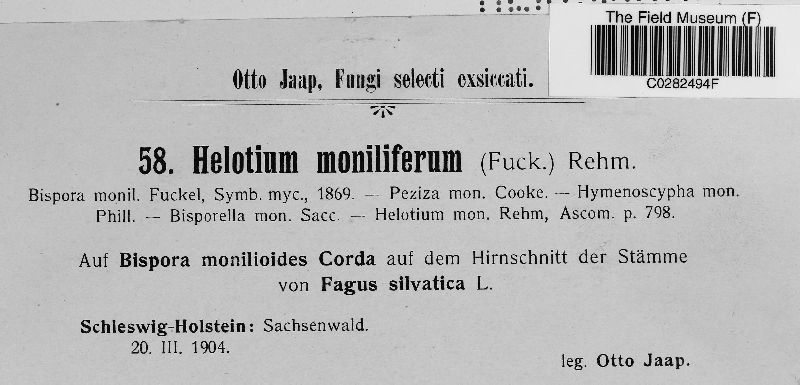 The Field Museum (F)
C0282494F
Otto Jaap, Fungi selecti exsiccati.
58. Helotium moniliferum (Fuck.) Rehm.
Bispora monil. Fuckel, Symb. myc., 1869. — Peziza mon. Cooke. — Hymenoscypha mon.
Phill. — Bisporella mon. Sacc. — Helotium mon. Rehm, Ascom. p. 798.
Auf Bispora monilioides Corda auf dem Hirnschnitt der Stämme
von Fagus silvatica L.
Schleswig-Holstein: Sachsenwald.
20. III. 1904.
leg. Otto Jaap.